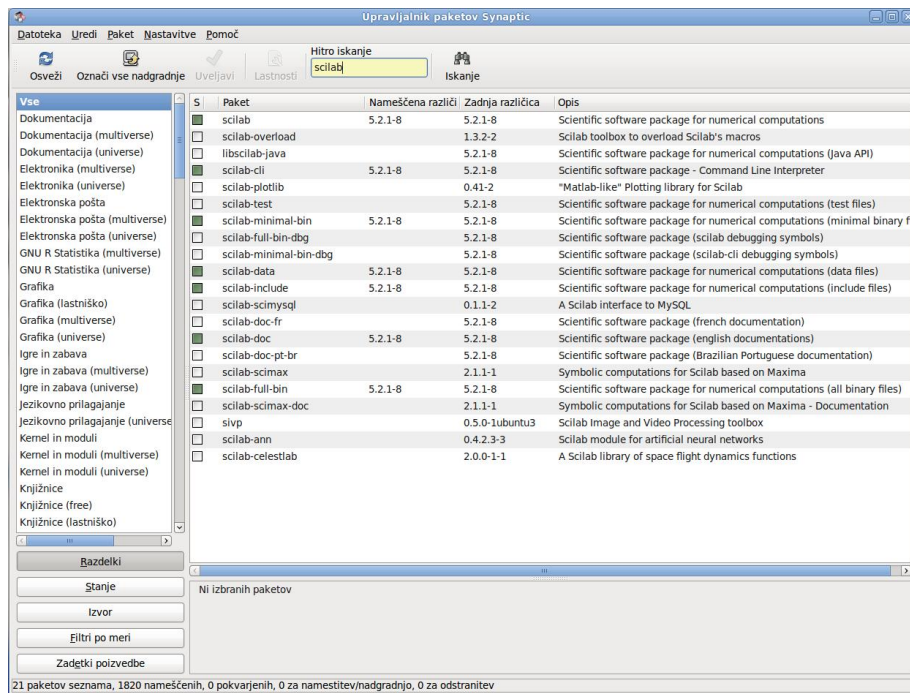 Upravljalnik paketov Synaptic
Datoteka Uredi Paket Nastavitve Pomoč
Osveži Označi vse nadgradnje Uveljavi Lastnosti Hitro iskanje Iskanje
scilab
S Paket Nameščena različi Zadnja različica Opis
Vse
Dokumentacija
Dokumentacija (multiverse)
Dokumentacija (universe)
Elektronika (multiverse)
Elektronika (universe)
Elektronska pošta
Elektronska pošta (multiverse)
Elektronska pošta (universe)
GNU R Statistika (multiverse)
GNU R Statistika (universe)
Grafika
Grafika (lastniško)
Grafika (multiverse)
Grafika (universe)
Igre in zabava
Igre in zabava (multiverse)
Igre in zabava (universe)
Jezikovno prilagajanje
Jezikovno prilagajanje (universe
Kernel in moduli
Kernel in moduli (multiverse)
Kernel in moduli (universe)
Knjižnice
Knjižnice (free)
Knjižnice (lastniško)
Razdelki
Stanje
Izvor
Filtri po meri
Zadetki poizvedbe
scilab 5.2.1-8 5.2.1-8 Scientific software package for numerical computations
scilab-overload 1.3.2-2 Scilab toolbox to overload Scilab's macros
libscilab-java 5.2.1-8 Scientific software package for numerical computations (Java API)
scilab-cli 5.2.1-8 5.2.1-8 Scientific software package - Command Line Interpreter
scilab-plotlib 0.41-2 "Matlab-like" Plotting library for Scilab
scilab-test 5.2.1-8 Scientific software package for numerical computations (test files)
scilab-minimal-bin 5.2.1-8 5.2.1-8 Scientific software package for numerical computations (minimal binary f
scilab-full-bin-dbg 5.2.1-8 Scientific software package (scilab debugging symbols)
scilab-minimal-bin-dbg 5.2.1-8 Scientific software package (scilab-cli debugging symbols)
scilab-data 5.2.1-8 5.2.1-8 Scientific software package for numerical computations (data files)
scilab-include 5.2.1-8 5.2.1-8 Scientific software package for numerical computations (include files)
scilab-scimysql 0.1.1-2 A Scilab interface to MySQL
scilab-doc-fr 5.2.1-8 Scientific software package (french documentation)
scilab-doc 5.2.1-8 5.2.1-8 Scientific software package (english documentations)
scilab-doc-pt-br 5.2.1-8 Scientific software package (Brazilian Portuguese documentation)
scilab-scimax 2.1.1-1 Symbolic computations for Scilab based on Maxima
scilab-full-bin 5.2.1-8 5.2.1-8 Scientific software package for numerical computations (all binary files)
scilab-scimax-doc 2.1.1-1 Symbolic computations for Scilab based on Maxima - Documentation
sivp 0.5.0-1ubuntu3 Scilab Image and Video Processing toolbox
scilab-ann 0.4.2.3-3 Scilab module for artificial neural networks
scilab-celestlab 2.0.0-1-1 A Scilab library of space flight dynamics functions
Ni izbranih paketov
21 paketov seznama, 1820 nameščenih, 0 pokvarjenih, 0 za namestitev/nadgradnjo, 0 za odstranitev